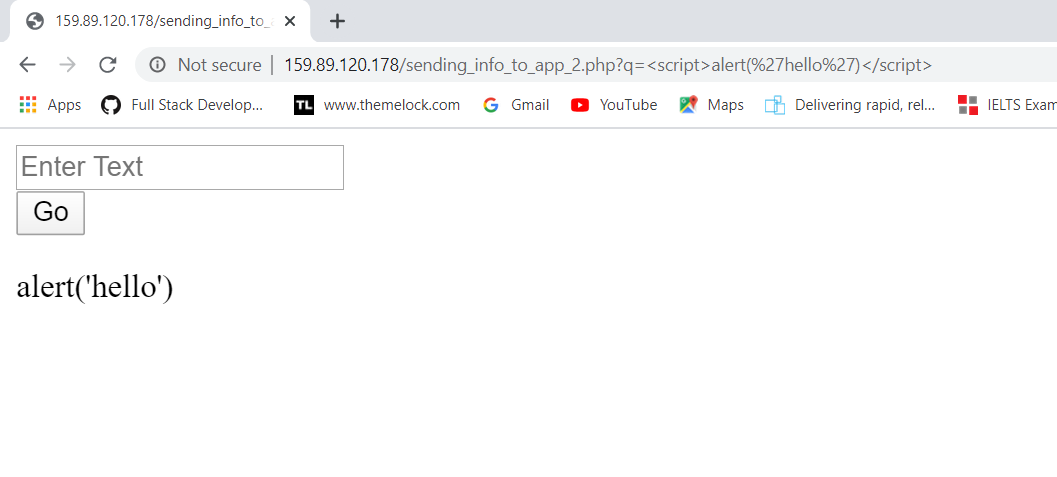 159.89.120.178/sending_info_to_
Not secure | 159.89.120.178/sending_info_to_app_2.php?q=<script>alert(%27hello%27)</script>
Apps Full Stack Develop... TL www.themelock.com Gmail YouTube Maps Delivering rapid, rel... IELTS Exam
Enter Text
Go
alert('hello')